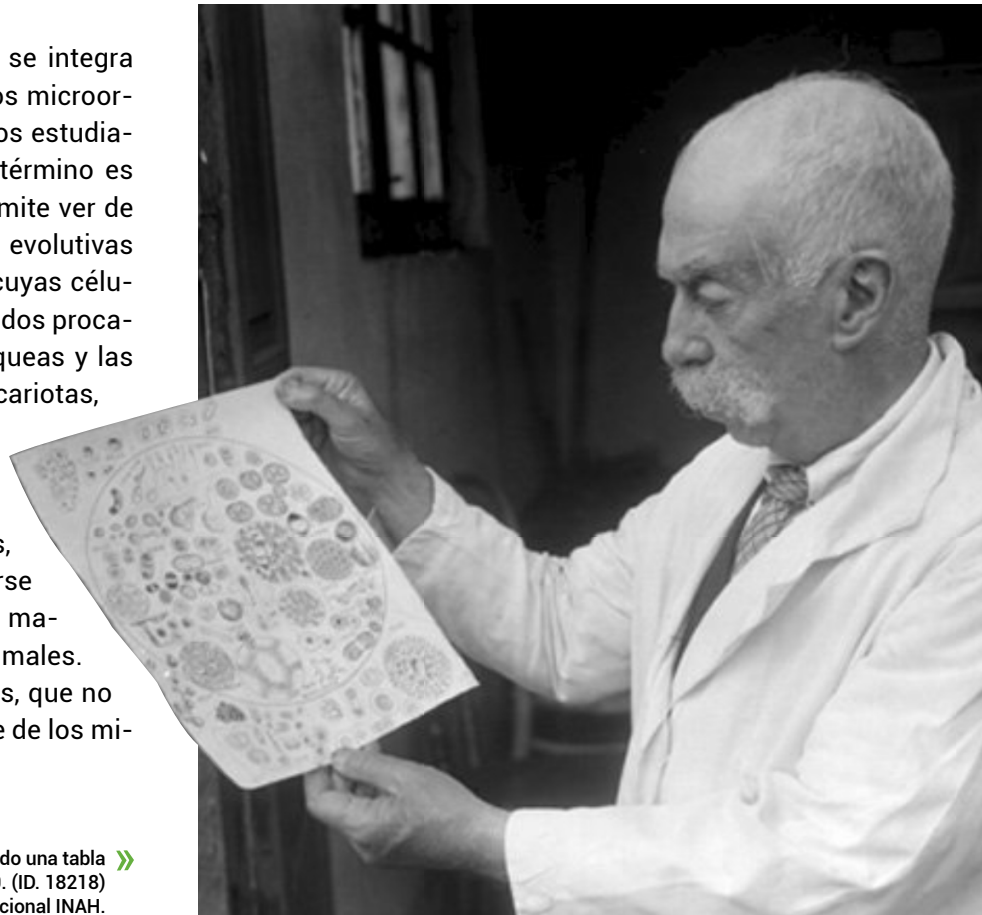 se integra
os microor-
os estudia-
término es
mite ver de
evolutivas
cuyas célu-
dos proca-
queas y las
cariotas,
s,
rse
ma-
males.
s, que no
e de los mi-
do una tabla »
). (ID. 18218)
cional INAH.